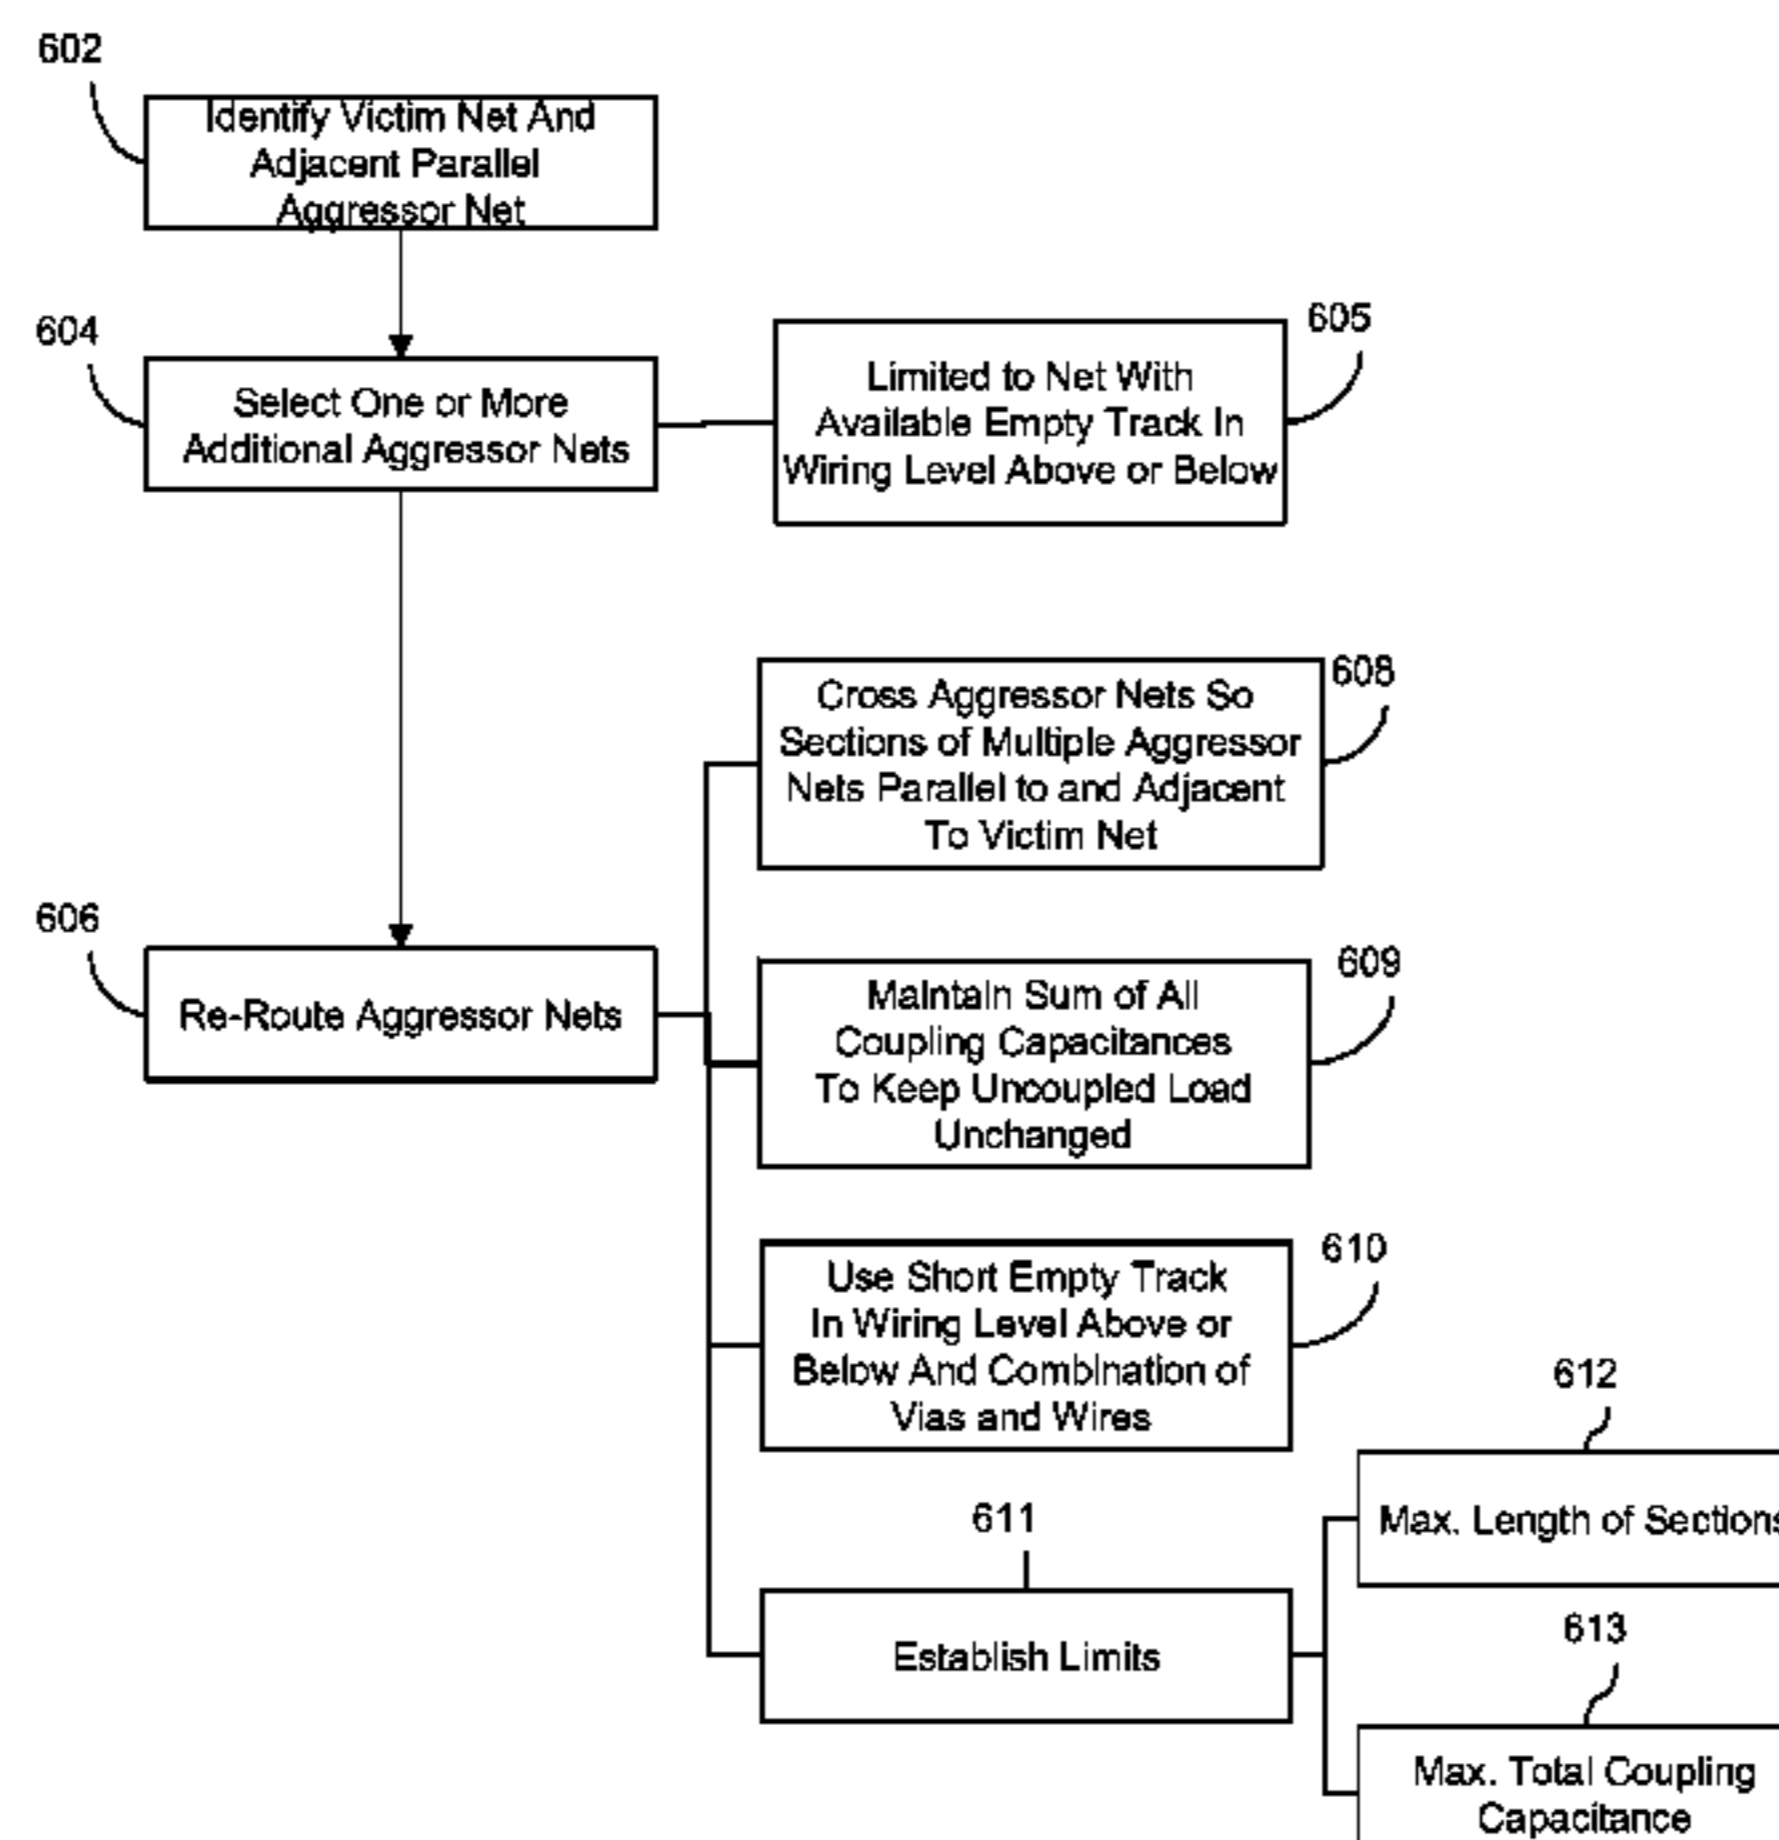 602
Identify Victim Net And
Adjacent Parallel
Aggressor Net
604
Select One or More
Additional Aggressor Nets
605
Limited to Net With
Available Empty Track In
Wiring Level Above or Below
606
Re-Route Aggressor Nets
608
Cross Aggressor Nets So
Sections of Multiple Aggressor
Nets Parallel to and Adjacent
To Victim Net
609
Maintain Sum of All
Coupling Capacitances
To Keep Uncoupled Load
Unchanged
610
Use Short Empty Track
In Wiring Level Above or
Below And Combination of
Vias and Wires
611
Establish Limits
612
Max. Length of Sections
613
Max. Total Coupling
Capacitance